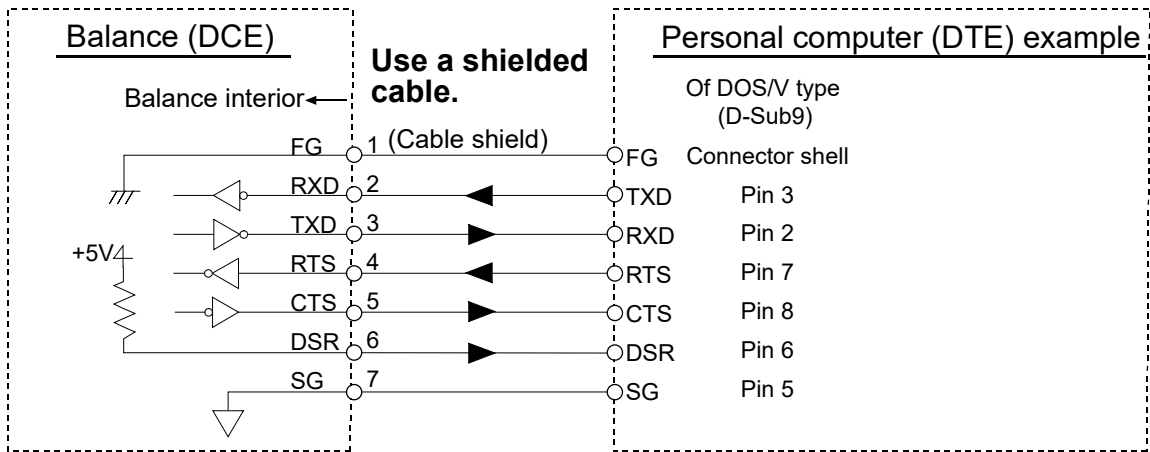 Balance (DCE)
Personal computer (DTE) example
Use a shielded
cable.
Balance interior
Of DOS/V type
(D-Sub9)
FG 1 (Cable shield) FG Connector shell
RXD 2 TXD Pin 3
TXD 3 RXD Pin 2
+5V
RTS 4 RTS Pin 7
CTS 5 CTS Pin 8
DSR 6 DSR Pin 6
SG 7 SG Pin 5